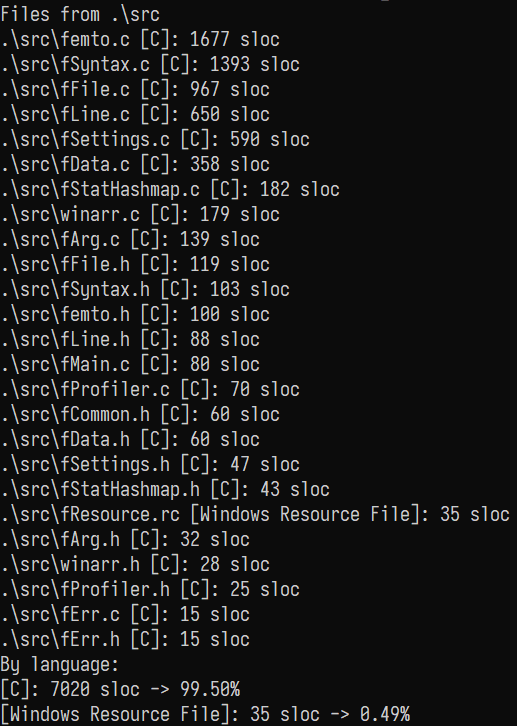 Files from .\src
.\src\femto.c [C]: 1677 sloc
.\src\fSyntax.c [C]: 1393 sloc
.\src\fFile.c [C]: 967 sloc
.\src\fLine.c [C]: 650 sloc
.\src\fSettings.c [C]: 590 sloc
.\src\fData.c [C]: 358 sloc
.\src\fStatHashmap.c [C]: 182 sloc
.\src\winarr.c [C]: 179 sloc
.\src\fArg.c [C]: 139 sloc
.\src\fFile.h [C]: 119 sloc
.\src\fSyntax.h [C]: 103 sloc
.\src\femto.h [C]: 100 sloc
.\src\fLine.h [C]: 88 sloc
.\src\fMain.c [C]: 80 sloc
.\src\fProfiler.c [C]: 70 sloc
.\src\fCommon.h [C]: 60 sloc
.\src\fData.h [C]: 60 sloc
.\src\fSettings.h [C]: 47 sloc
.\src\fStatHashmap.h [C]: 43 sloc
.\src\fResource.rc [Windows Resource File]: 35 sloc
.\src\fArg.h [C]: 32 sloc
.\src\winarr.h [C]: 28 sloc
.\src\fProfiler.h [C]: 25 sloc
.\src\fErr.c [C]: 15 sloc
.\src\fErr.h [C]: 15 sloc
By language:
[C]: 7020 sloc -> 99.50%
[Windows Resource File]: 35 sloc -> 0.49%